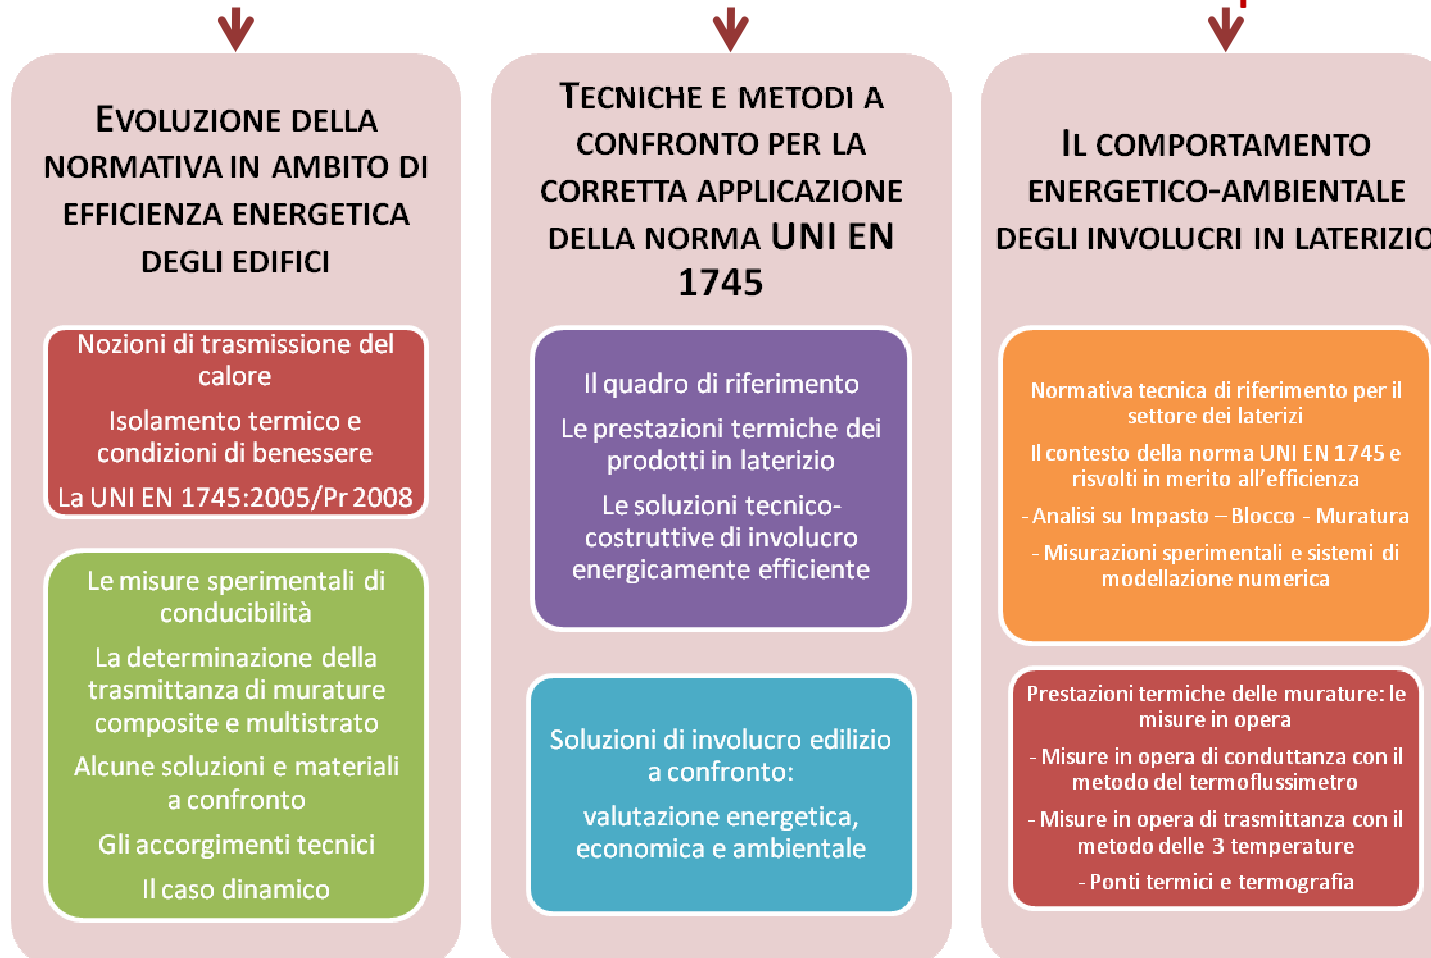 EVOLUZIONE DELLA
NORMATIVA IN AMBITO DI
EFFICIENZA ENERGETICA
DEGLI EDIFICI
Nozioni di trasmissione del
calore
Isolamento termico e
condizioni di benessere
La UNI EN 1745:2005/Pr 2008
Le misure sperimentali di
conducibilità
La determinazione della
trasmittanza di murature
composite e multistrato
Alcune soluzioni e materiali
a confronto
Gli accorgimenti tecnici
Il caso dinamico
TECNICHE E METODI A
CONFRONTO PER LA
CORRETTA APPLICAZIONE
DELLA NORMA UNI EN
1745
Il quadro di riferimento
Le prestazioni termiche dei
prodotti in laterizio
Le soluzioni tecnico-
costruttive di involucro
energicamente efficiente
Soluzioni di involucro edilizio
a confronto:
valutazione energetica,
economica e ambientale
IL COMPORTAMENTO
ENERGETICO-AMBIENTALE
DEGLI INVOLUCRI IN LATERIZIO
Normativa tecnica di riferimento per il
settore dei laterizi
Il contesto della norma UNI EN 1745 e
risvolti in merito all'efficienza
- Analisi su Impasto – Blocco - Muratura
- Misurazioni sperimentali e sistemi di
modellazione numerica
Prestazioni termiche delle murature: le
misure in opera
- Misure in opera di conduttanza con il
metodo del termoflussimetro
- Misure in opera di trasmittanza con il
metodo delle 3 temperature
- Ponti termici e termografia